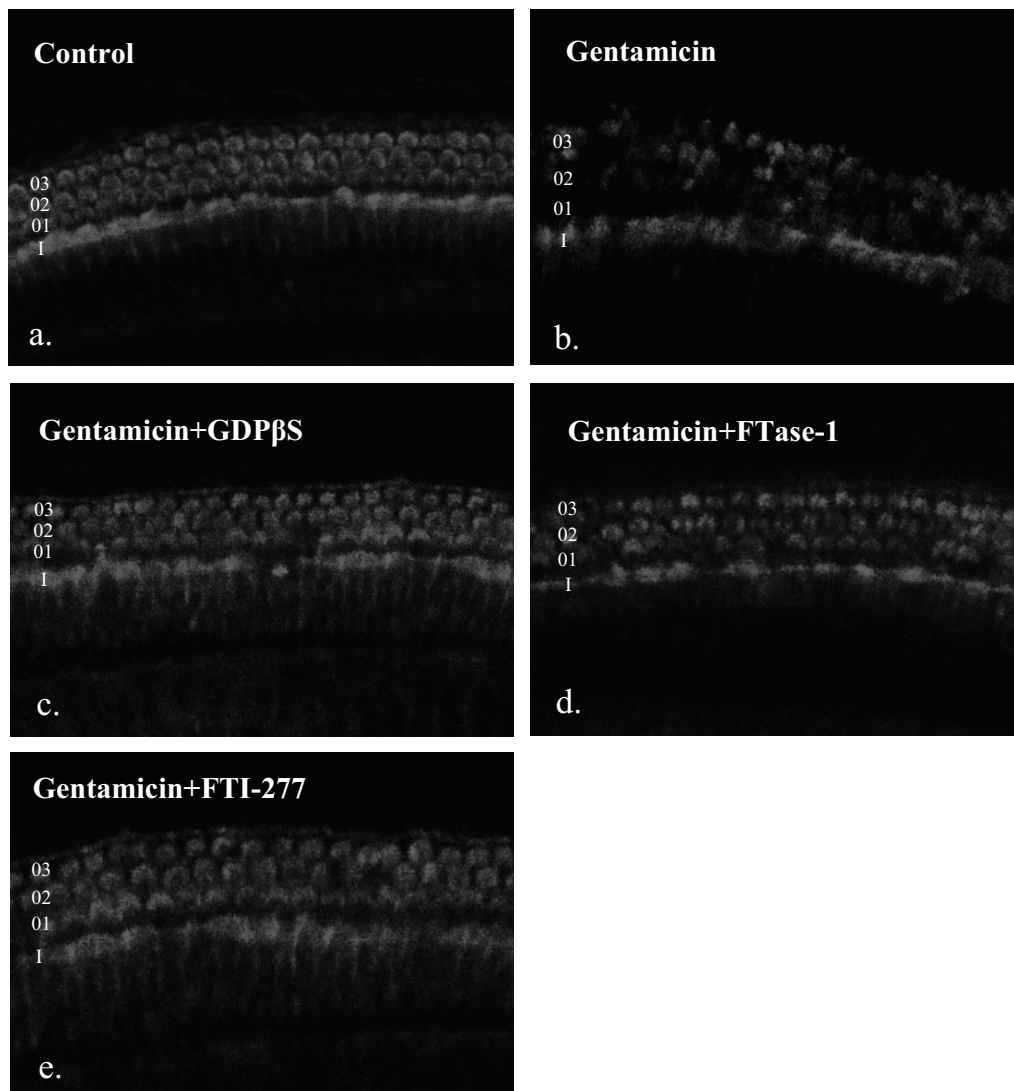 Control
03
02
01
I
a.
Gentamicin
03
02
01
I
b.
Gentamicin+GDPβS
03
02
01
I
c.
Gentamicin+FTase-1
03
02
01
I
d.
Gentamicin+FTI-277
03
02
01
I
e.